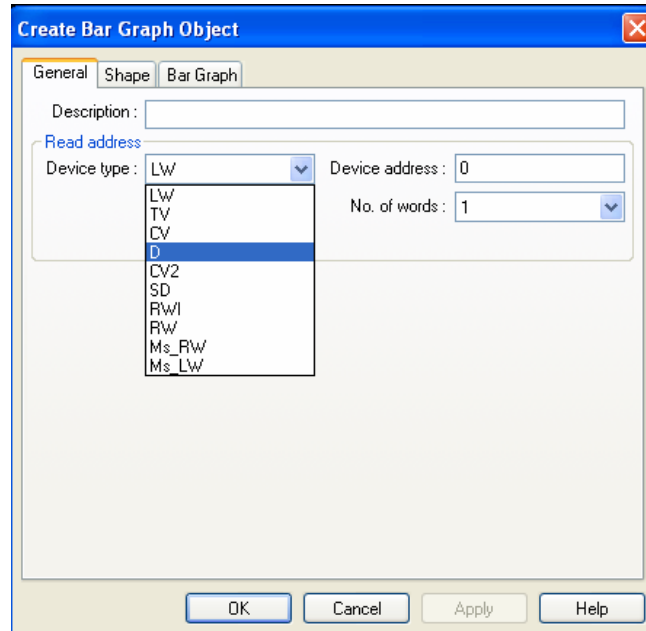 Create Bar Graph Object
General Shape Bar Graph
Description :
Read address
Device type : LW Device address : 0
LW
TV
CV
D
CV2
SD
RWI
RW
Ms_RW
Ms_LW
No. of words : 1
OK Cancel Apply Help